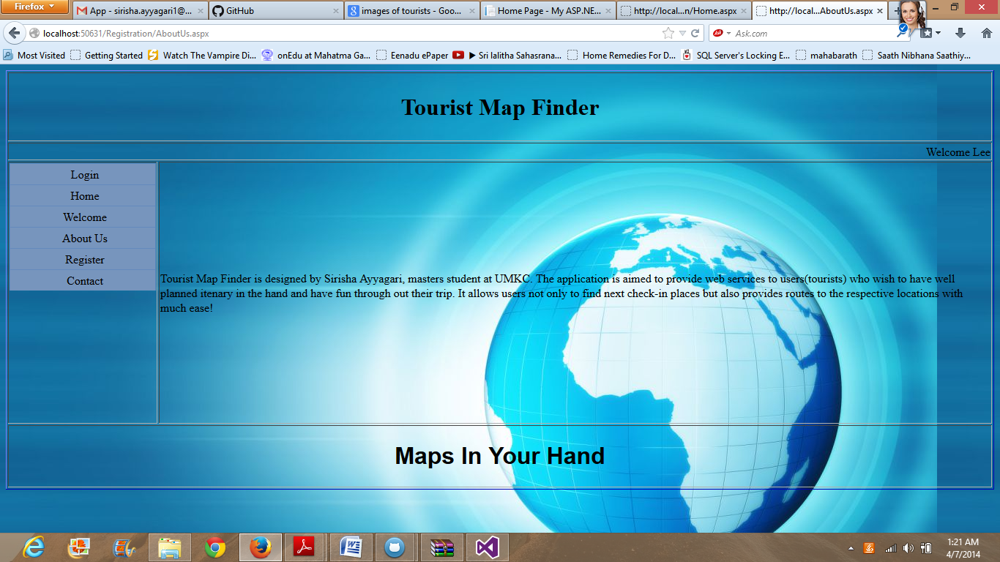 Firefox
App - sirisha.ayyagari1@...
GitHub
images of tourists - Goo...
Home Page - My ASP.NE...
http://local...n/Home.aspx
http://local...AboutUs.aspx
localhost:50631/Registration/AboutUs.aspx
Ask
Ask.com
Most Visited
Getting Started
Watch The Vampire Di...
onEdu at Mahatma Ga...
Eenadu ePaper
▶ Sri lalitha Sahasrana...
Home Remedies For D...
SQL Server's Locking E...
mahabarath
Saath Nibhana Saathiy...
Tourist Map Finder
Welcome Lee
Login
Home
Welcome
About Us
Register
Contact
Tourist Map Finder is designed by Sirisha Ayyagari, masters student at UMKC. The application is aimed to provide web services to users(tourists) who wish to have well
planned itenary in the hand and have fun through out their trip. It allows users not only to find next check-in places but also provides routes to the respective locations with
much ease!
Maps In Your Hand
1:21 AM
4/7/2014